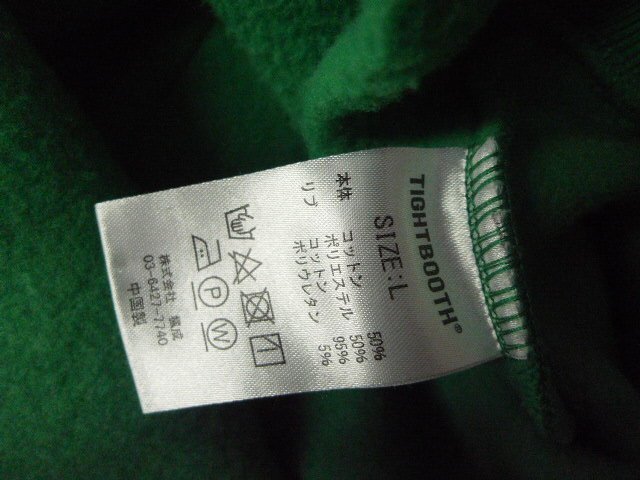 TIGHTBOOTH®
SIZE:L
本体 コットン 50%
ポリエステル 50%
リブ コットン 95%
ポリウレタン 5%
P W
株式会社 蘖成
03-6427-7740
中国製